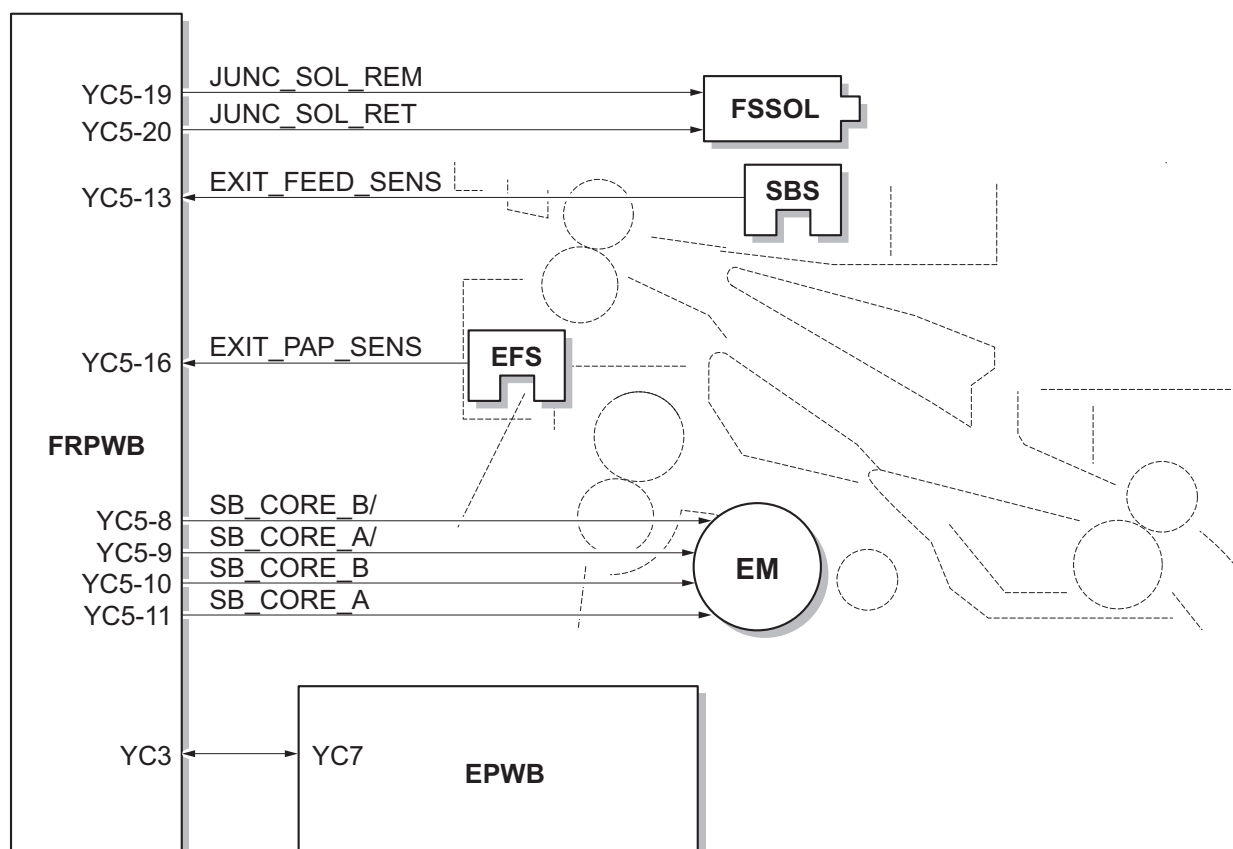 YC5-19 JUNC_SOL_REM
FSSOL
YC5-20 JUNC_SOL_RET
YC5-13 EXIT_FEED_SENS
SBS
YC5-16 EXIT_PAP_SENS
EFS
FRPWB
YC5-8 SB_CORE_B/
YC5-9 SB_CORE_A/
YC5-10 SB_CORE_B
YC5-11 SB_CORE_A
EM
YC3 YC7
EPWB